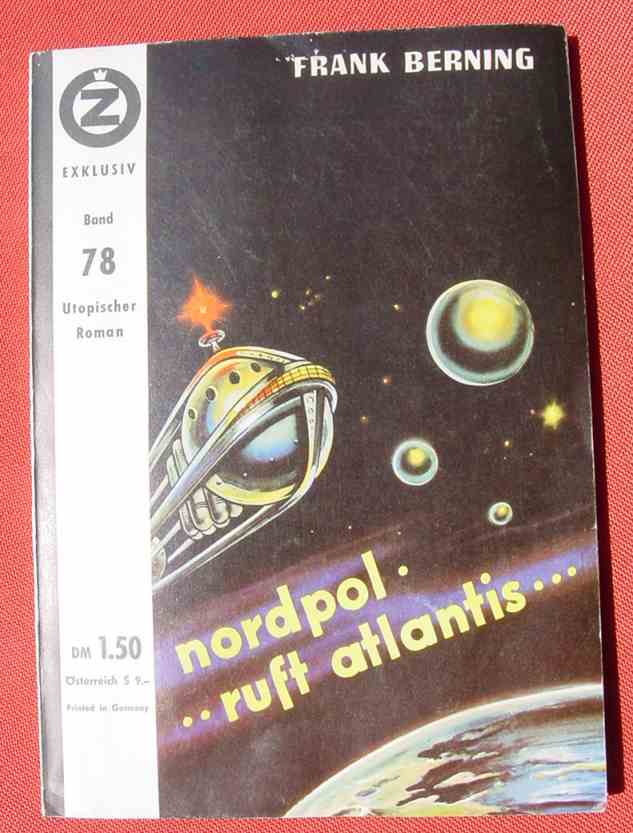 FRANK BERNING
Z
EXKLUSIV
Band
78
Utopischer
Roman
nordpol.
..ruft atlantis...
DM 1.50
Österreich S 9.–
Printed in Germany